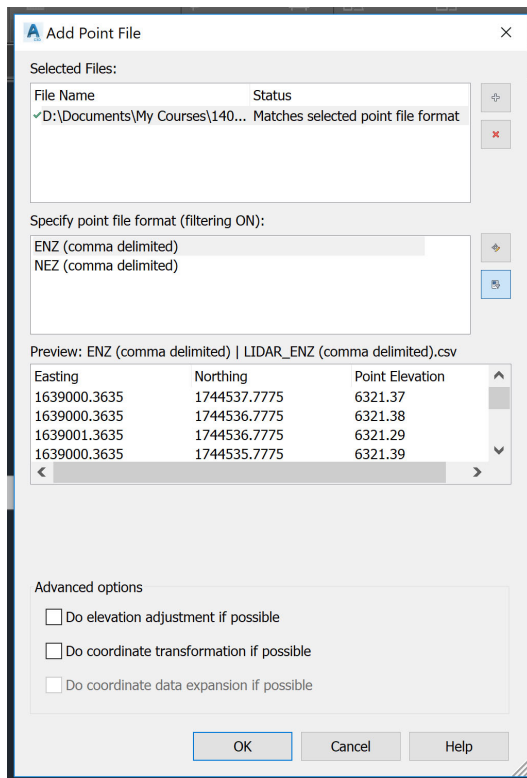 Add Point File
Selected Files:
File Name Status
D:\Documents\My Courses\140... Matches selected point file format
Specify point file format (filtering ON):
ENZ (comma delimited)
NEZ (comma delimited)
Preview: ENZ (comma delimited) | LIDAR_ENZ (comma delimited).csv
Easting Northing Point Elevation
1639000.3635 1744537.7775 6321.37
1639000.3635 1744536.7775 6321.38
1639001.3635 1744536.7775 6321.29
1639000.3635 1744535.7775 6321.39
Advanced options
Do elevation adjustment if possible
Do coordinate transformation if possible
Do coordinate data expansion if possible
OK Cancel Help